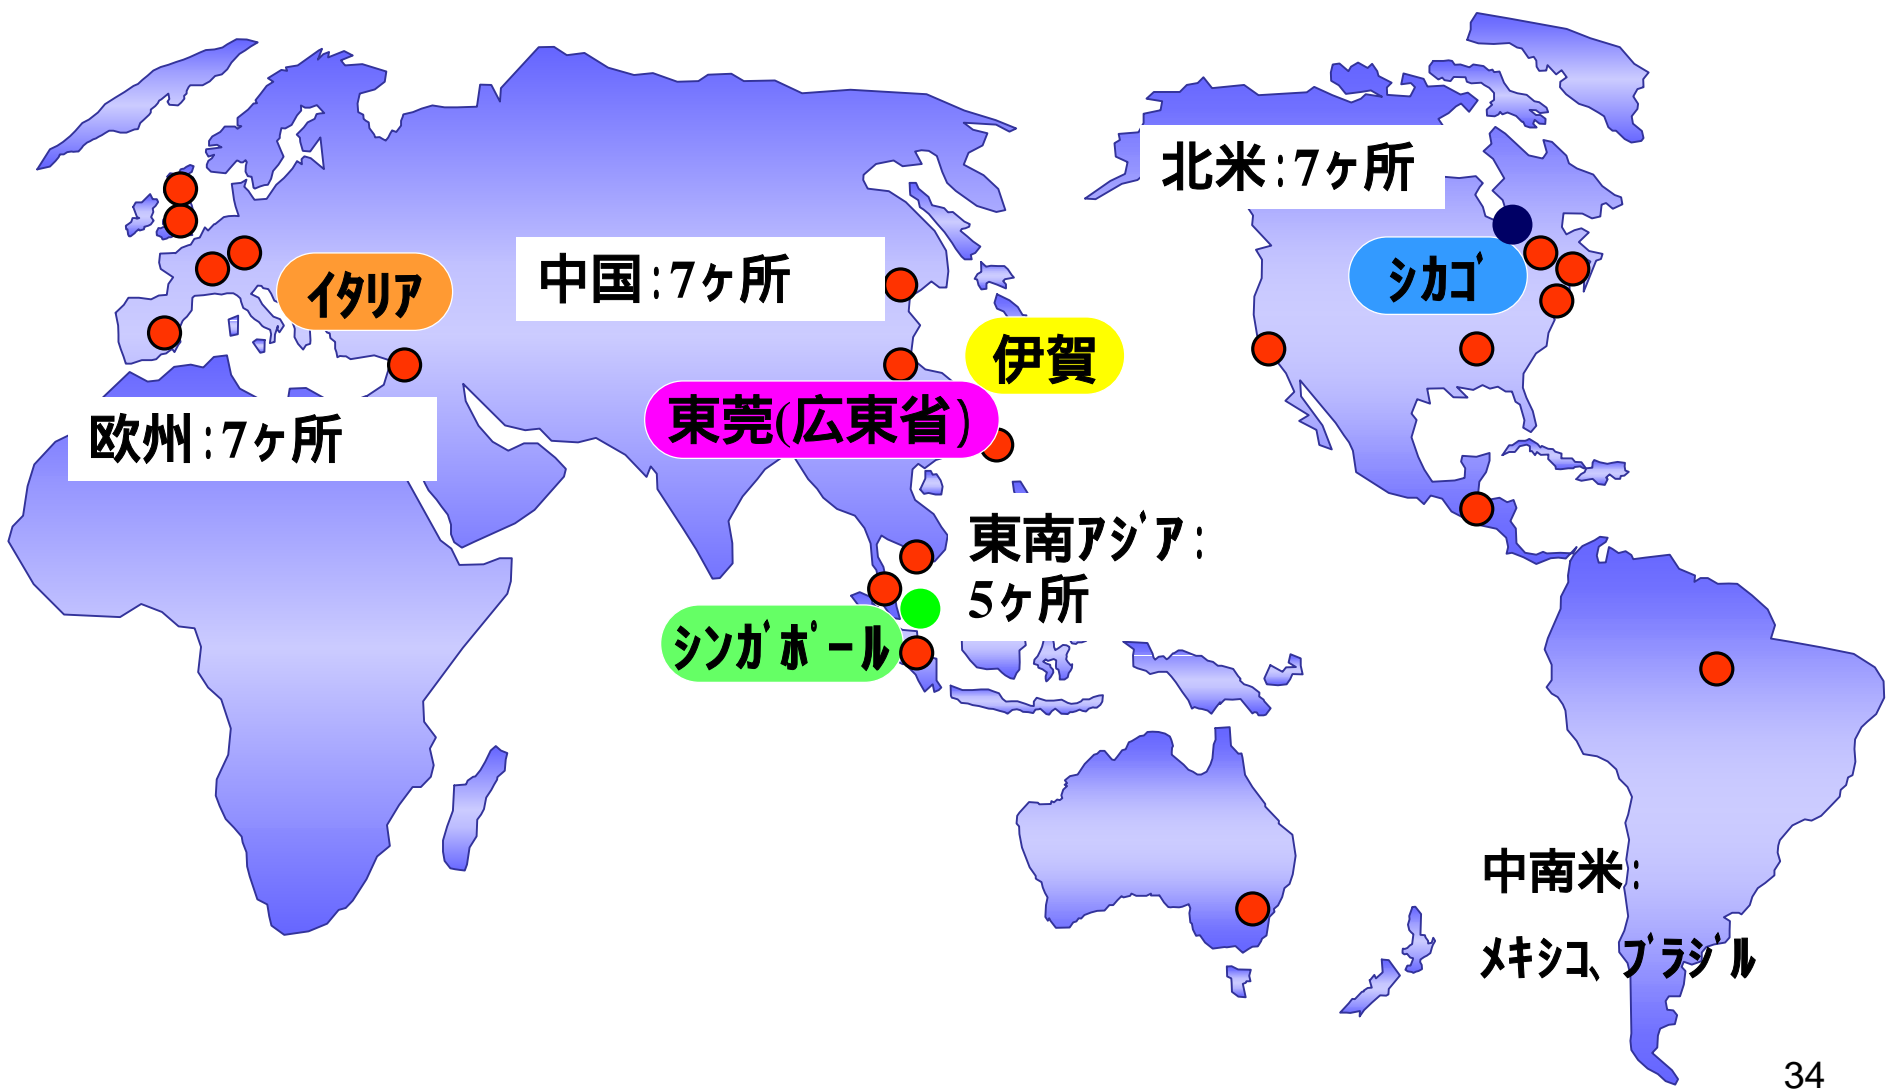 北米:7ヶ所
中国:7ヶ所
ｲﾀﾘｱ
ｼｶｺﾞ
伊賀
東莞(広東省)
欧州:7ヶ所
東南ｱｼﾞｱ:
5ヶ所
ｼﾝｶﾞﾎﾟｰﾙ
中南米:
ﾒｷｼｺ、ﾌﾞﾗｼﾞﾙ
34